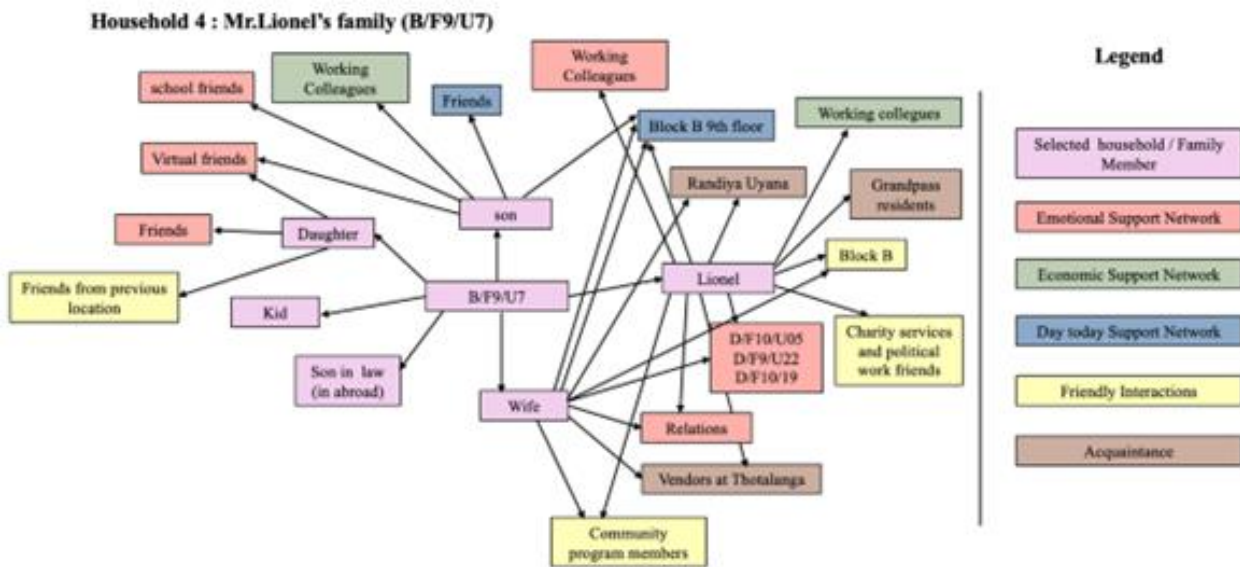 Household 4 : Mr.Lionel's family (B/F9/U7)
Working
Colleagues
school friends
Working
Colleagues
Friends
Block B 9th floor
Working collegues
Virtual friends
Randiya Uyana
Grandpass
residents
son
Friends
Daughter
Block B
Lionel
Friends from previous
location
B/F9/U7
Kid
Charity services
and political
work friends
D/F10/U05
D/F9/U22
D/F10/19
Son in law
(in abroad)
Wife
Relations
Vendors at Thotalanga
Community
program members
Legend
Selected household / Family
Member
Emotional Support Network
Economic Support Network
Day today Support Network
Friendly Interactions
Acquaintance